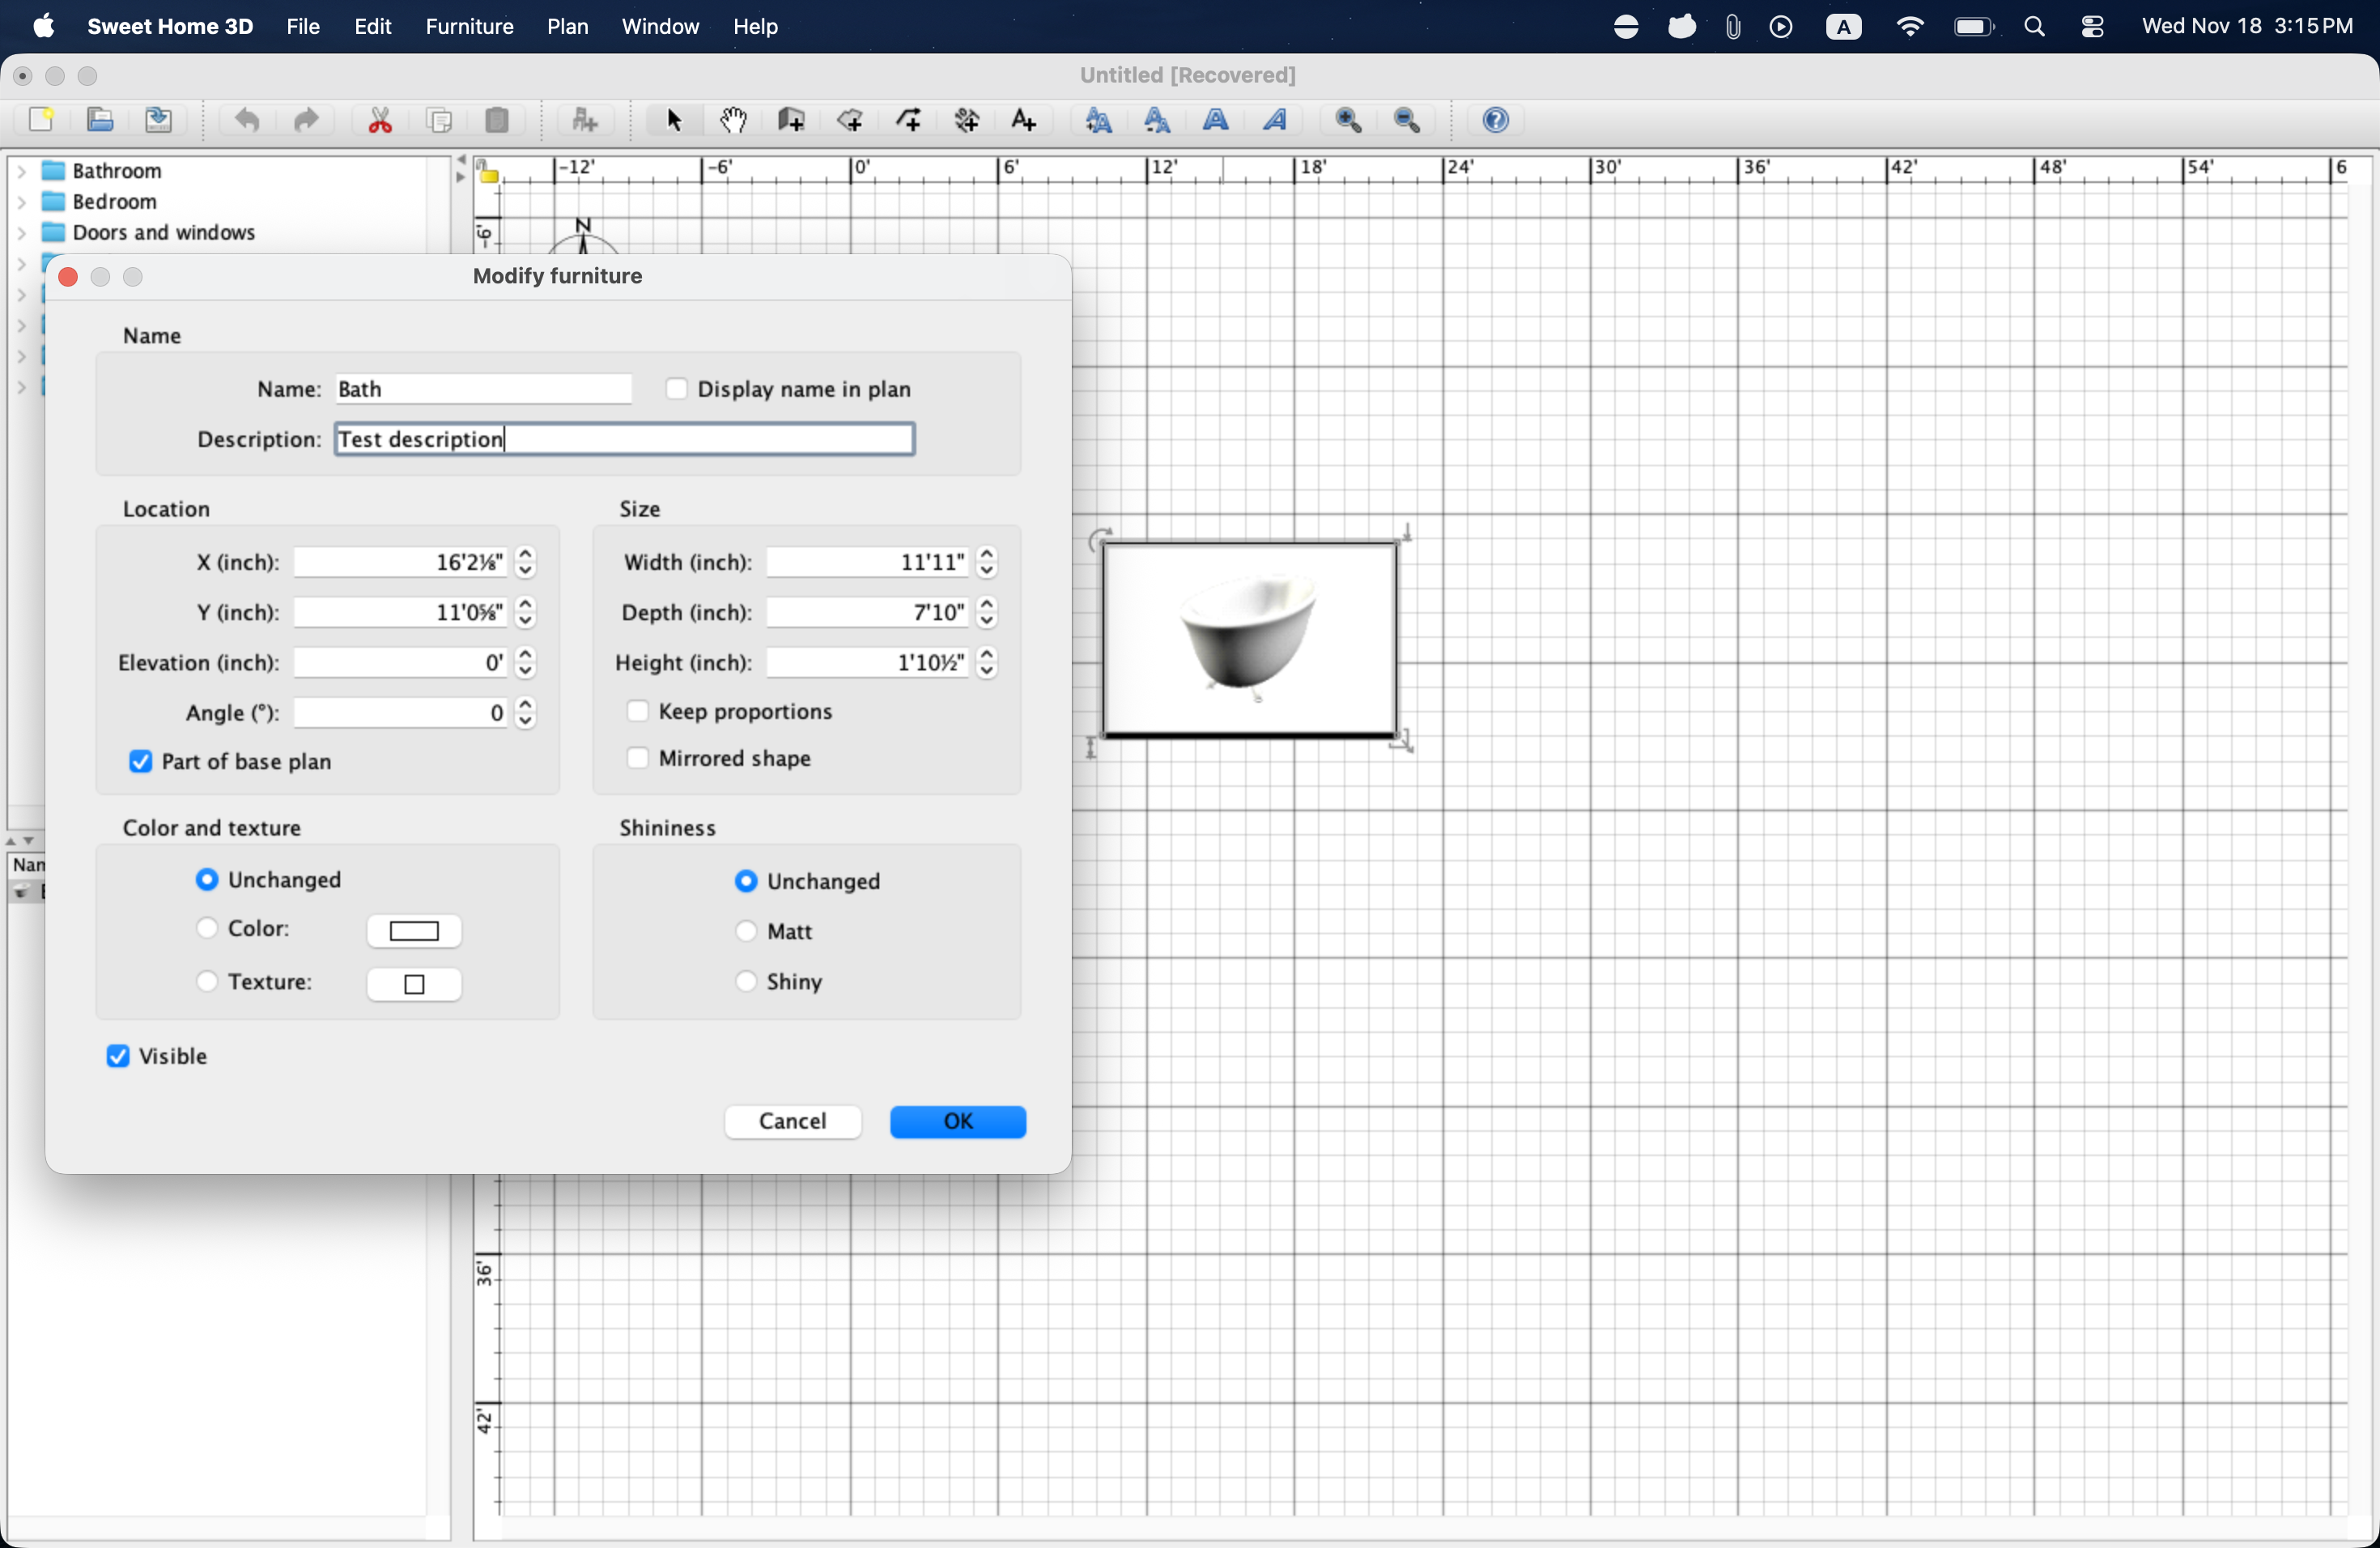 Sweet Home 3D File Edit Furniture Plan Window Help A Wed Nov 18 3:15 PM
Untitled [Recovered]
Bathroom
Bedroom
Doors and windows
-12' -6' 0' 6' 12' 18' 24' 30' 36' 42' 48' 54' 6
-6'
N
Modify furniture
Name
Name: Bath Display name in plan
Description: Test description
Location
X (inch): 16'2⅛"
Y (inch): 11'0⅝"
Elevation (inch): 0'
Angle (°): 0
Part of base plan
Size
Width (inch): 11'11"
Depth (inch): 7'10"
Height (inch): 1'10½"
Keep proportions
Mirrored shape
Color and texture
Unchanged
Color:
Texture:
Shininess
Unchanged
Matt
Shiny
Visible
Cancel OK
Nam
36'
42'